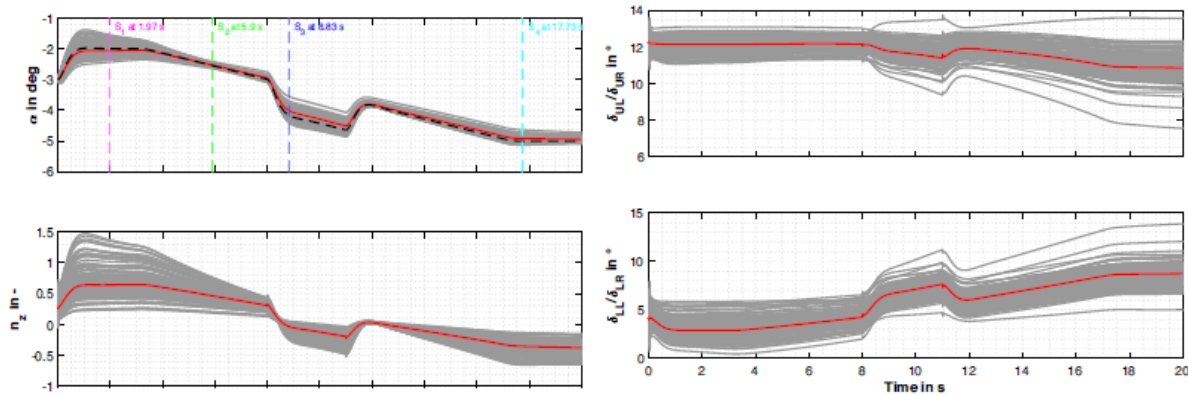 -1
-2
-3
-4
-5
-6
α in deg
S1 at 1.97 s
S2 at 5.9 s
S3 at 8.83 s
S4 at 17.73 s
14
12
10
8
6
δUL/δUR in °
1.5
1
0.5
0
-0.5
-1
nz in -
15
10
5
0
δLL/δLR in °
0 2 4 6 8 10 12 14 16 18 20
Time in s